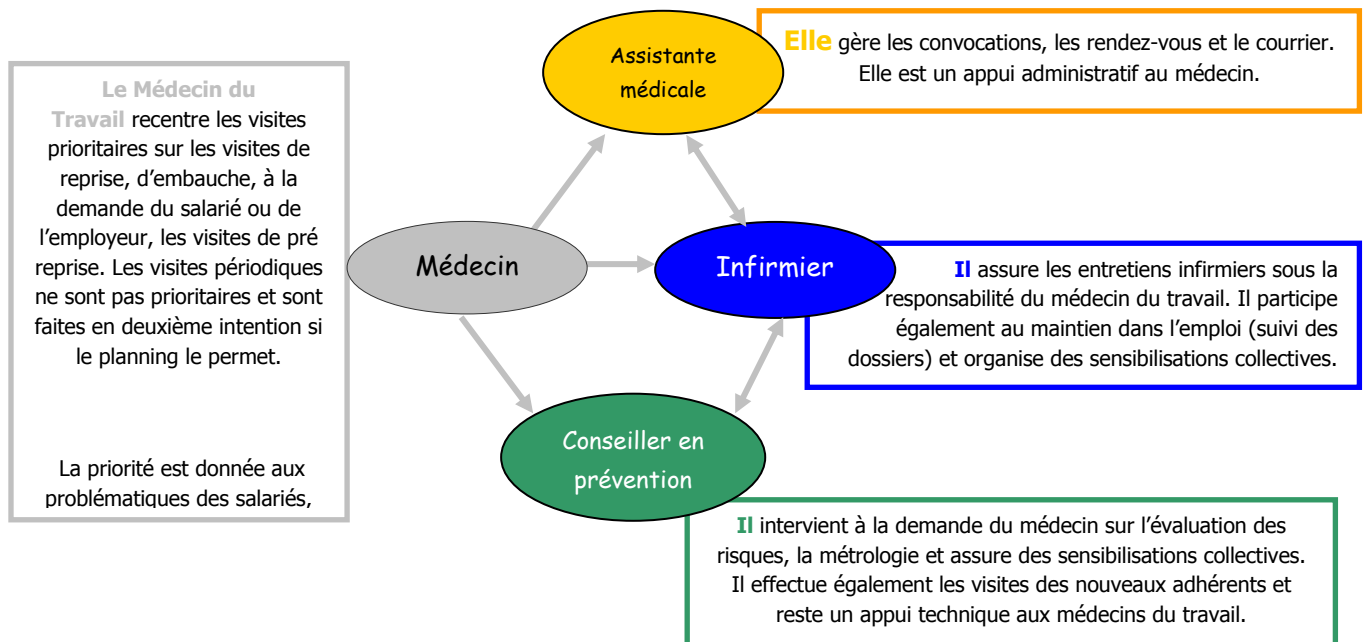 Le Médecin du
Travail recentre les visites
prioritaires sur les visites de
reprise, d'embauche, à la
demande du salarié ou de
l'employeur, les visites de pré
reprise. Les visites périodiques
ne sont pas prioritaires et sont
faites en deuxième intention si
le planning le permet.
La priorité est donnée aux
problématiques des salariés,
Médecin
Assistante
médicale
Elle gère les convocations, les rendez-vous et le courrier.
Elle est un appui administratif au médecin.
Infirmier
Il assure les entretiens infirmiers sous la
responsabilité du médecin du travail. Il participe
également au maintien dans l'emploi (suivi des
dossiers) et organise des sensibilisations collectives.
Conseiller en
prévention
Il intervient à la demande du médecin sur l'évaluation des
risques, la métrologie et assure des sensibilisations collectives.
Il effectue également les visites des nouveaux adhérents et
reste un appui technique aux médecins du travail.